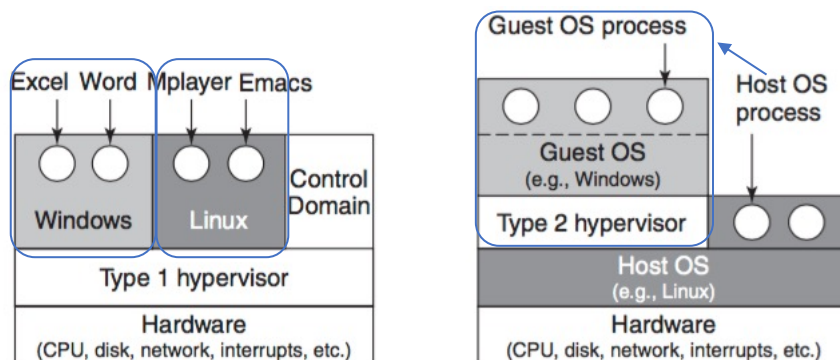 Excel Word Mplayer Emacs
Windows
Linux
Control
Domain
Type 1 hypervisor
Hardware
(CPU, disk, network, interrupts, etc.)
Guest OS process
Host OS
process
Guest OS
(e.g., Windows)
Type 2 hypervisor
Host OS
(e.g., Linux)
Hardware
(CPU, disk, network, interrupts, etc.)